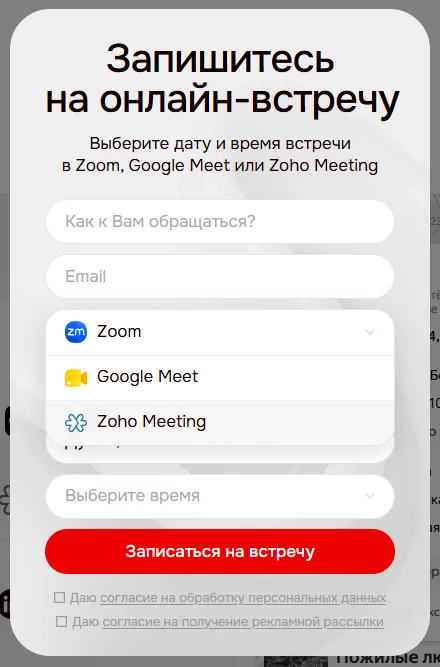 Запишитесь
на онлайн-встречу
Выберите дату и время встречи
в Zoom, Google Meet или Zoho Meeting
Как к Вам обращаться?
Email
zm Zoom
Google Meet
Zoho Meeting
Выберите время
Записаться на встречу
Даю согласие на обработку персональных данных
Даю согласие на получение рекламной рассылки
Пожилые лю